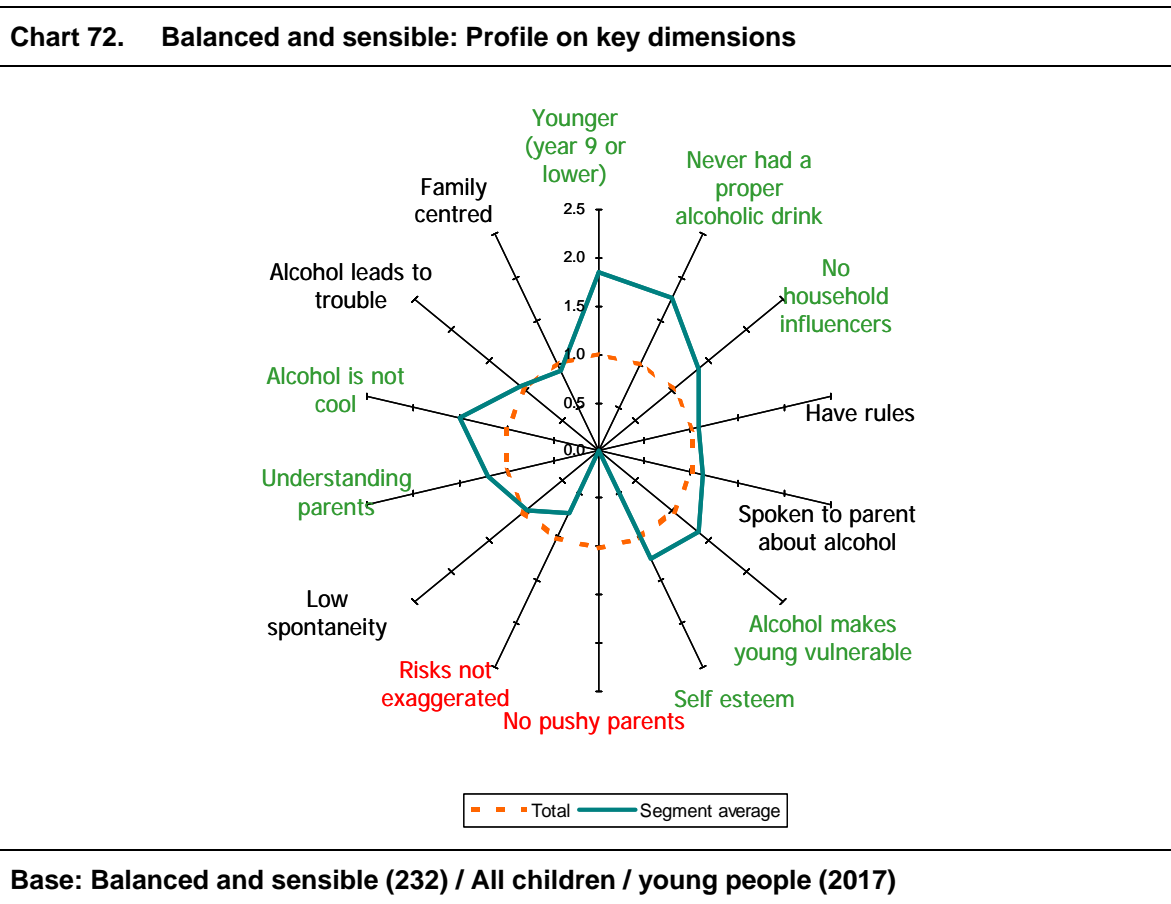 Chart 72. Balanced and sensible: Profile on key dimensions
Younger
(year 9 or
lower)
Never had a
proper
alcoholic drink
No
household
influencers
Have rules
Spoken to parent
about alcohol
Alcohol makes
young vulnerable
Self esteem
No pushy parents
Risks not
exaggerated
Low
spontaneity
Understanding
parents
Alcohol is not
cool
Alcohol leads to
trouble
Family
centred
2.5
2.0
1.5
1.0
0.5
0.0
Total
Segment average
Base: Balanced and sensible (232) / All children / young people (2017)